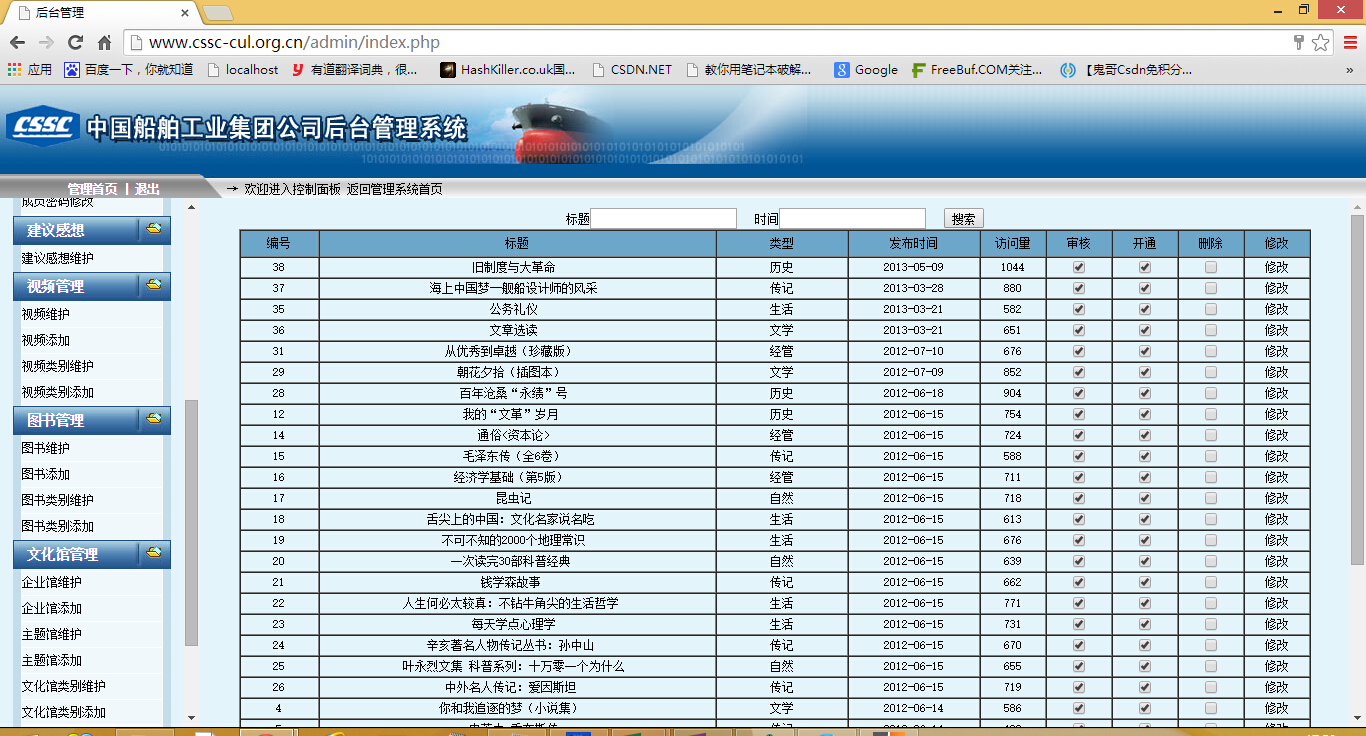 后台管理
www.cssc-cul.org.cn/admin/index.php
应用 百度一下，你就知道 localhost 有道翻译词典，很... HashKiller.co.uk国... CSDN.NET 教你用笔记本破解... Google FreeBuf.COM关注... 【鬼哥Csdn免积分... »
CSSC 中国船舶工业集团公司后台管理系统
管理首页 | 退出 → 欢迎进入控制面板 返回管理系统首页
成员密码修改
建议感想
建议感想维护
视频管理
视频维护
视频添加
视频类别维护
视频类别添加
图书管理
图书维护
图书添加
图书类别维护
图书类别添加
文化馆管理
企业馆维护
企业馆添加
主题馆维护
主题馆添加
文化馆类别维护
文化馆类别添加
标题 时间 搜索
编号 标题 类型 发布时间 访问量 审核 开通 删除 修改
38 旧制度与大革命 历史 2013-05-09 1044 修改
37 海上中国梦—舰船设计师的风采 传记 2013-03-28 880 修改
35 公务礼仪 生活 2013-03-21 582 修改
36 文章选读 文学 2013-03-21 651 修改
31 从优秀到卓越（珍藏版） 经管 2012-07-10 676 修改
29 朝花夕拾（插图本） 文学 2012-07-09 852 修改
28 百年沧桑“永绩”号 历史 2012-06-18 904 修改
12 我的“文革”岁月 历史 2012-06-15 754 修改
14 通俗<资本论> 经管 2012-06-15 724 修改
15 毛泽东传（全6卷） 传记 2012-06-15 588 修改
16 经济学基础（第5版） 经管 2012-06-15 711 修改
17 昆虫记 自然 2012-06-15 718 修改
18 舌尖上的中国：文化名家说名吃 生活 2012-06-15 613 修改
19 不可不知的2000个地理常识 生活 2012-06-15 676 修改
20 一次读完30部科普经典 自然 2012-06-15 639 修改
21 钱学森故事 传记 2012-06-15 662 修改
22 人生何必太较真：不钻牛角尖的生活哲学 生活 2012-06-15 771 修改
23 每天学点心理学 生活 2012-06-15 731 修改
24 辛亥著名人物传记丛书：孙中山 传记 2012-06-15 670 修改
25 叶永烈文集 科普系列：十万零一个为什么 自然 2012-06-15 655 修改
26 中外名人传记：爱因斯坦 传记 2012-06-15 719 修改
4 你和我追逐的梦（小说集） 文学 2012-06-14 586 修改